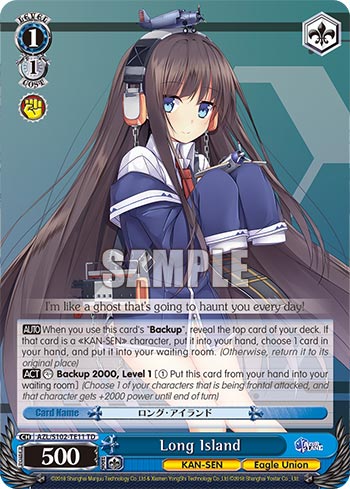 LEVEL
1
1
COST
SAMPLE
I'm like a ghost that's going to haunt you every day!
AUTO When you use this card's "Backup", reveal the top card of your deck. If
that card is a «KAN-SEN» character, put it into your hand, choose 1 card in
your hand, and put it into your waiting room. (Otherwise, return it to its
original place)
ACT Backup 2000, Level 1 [① Put this card from your hand into your
waiting room] (Choose 1 of your characters that is being frontal attacked, and
that character gets +2000 power until end of turn)
Card Name ロング・アイランド
CH AZL/S102-TE11 TD
POWER 500
Long Island
KAN-SEN Eagle Union